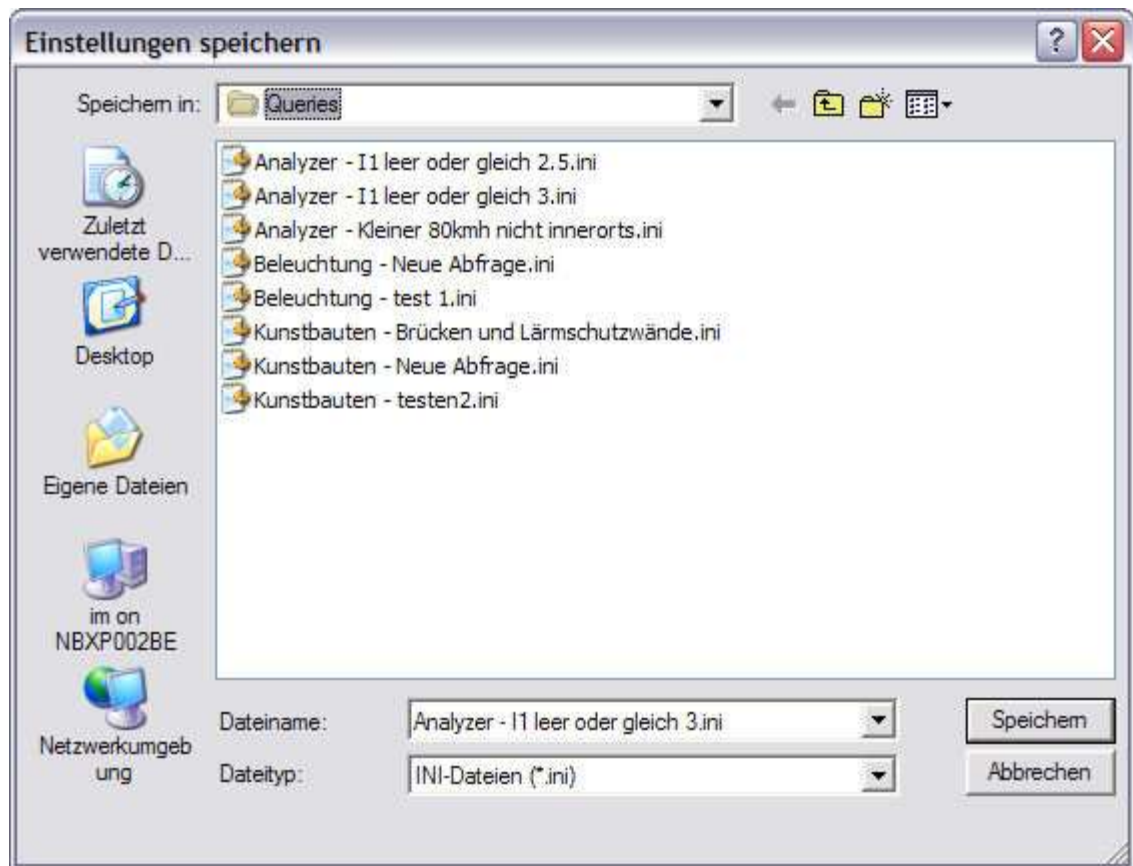 Einstellungen speichern
Speichern in:
Queries
Zuletzt
verwendete D...
Desktop
Eigene Dateien
im on
NBXP002BE
Netzwerkumgeb
ung
Analyzer - I1 leer oder gleich 2.5.ini
Analyzer - I1 leer oder gleich 3.ini
Analyzer - Kleiner 80kmh nicht innerorts.ini
Beleuchtung - Neue Abfrage.ini
Beleuchtung - test 1.ini
Kunstbauten - Brücken und Lärmschutzwände.ini
Kunstbauten - Neue Abfrage.ini
Kunstbauten - testen2.ini
Dateiname:
Analyzer - I1 leer oder gleich 3.ini
Speichern
Dateityp:
INI-Dateien (*.ini)
Abbrechen